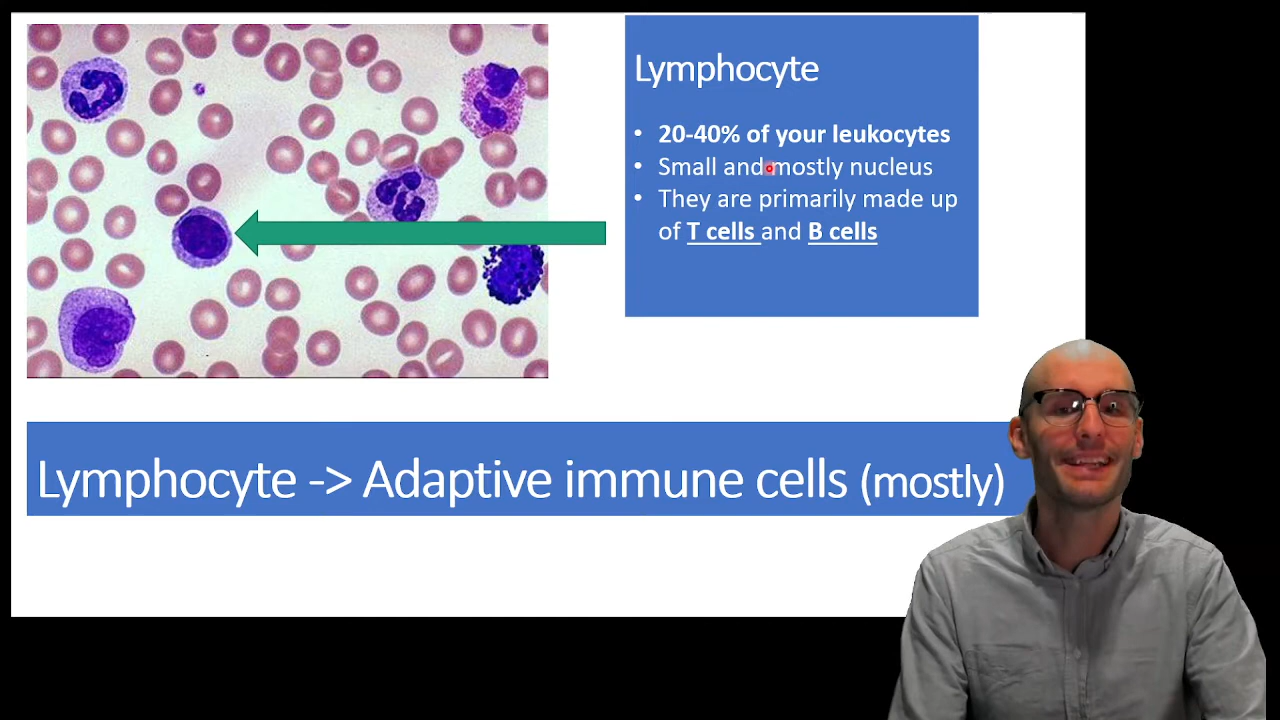 Lymphocyte
• 20-40% of your leukocytes
• Small and mostly nucleus
• They are primarily made up
of T cells and B cells
Lymphocyte -> Adaptive immune cells (mostly)